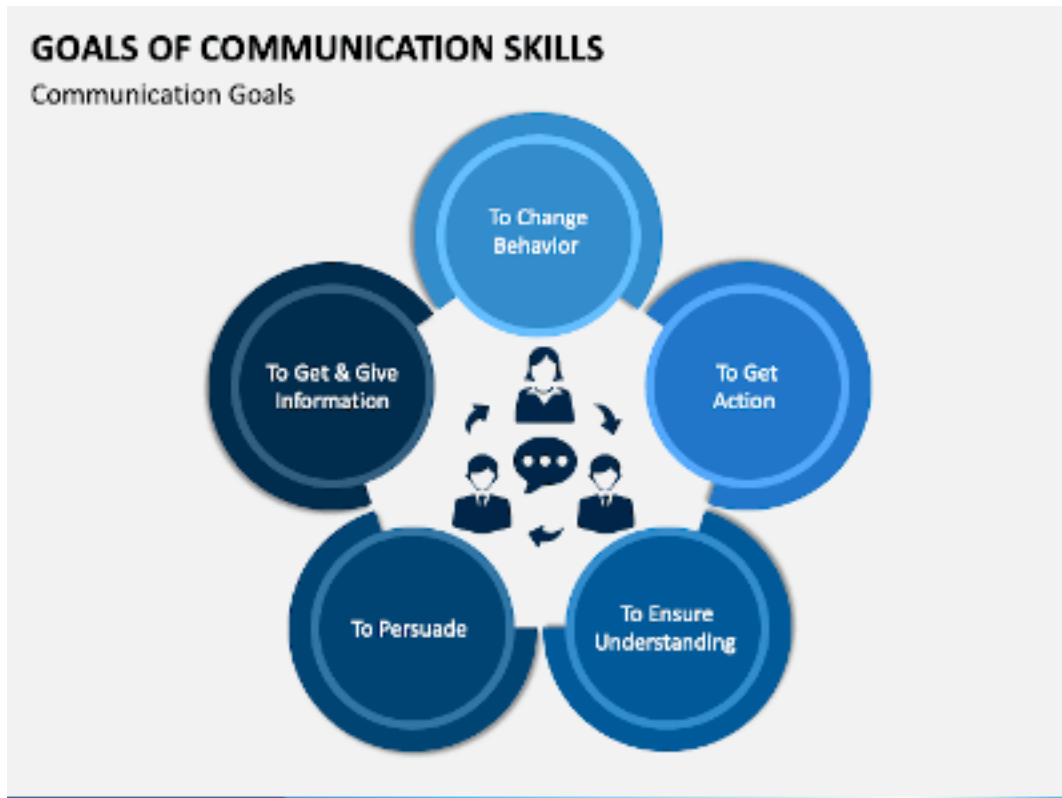 GOALS OF COMMUNICATION SKILLS
Communication Goals
To Change
Behavior
To Get
Action
To Ensure
Understanding
To Persuade
To Get & Give
Information